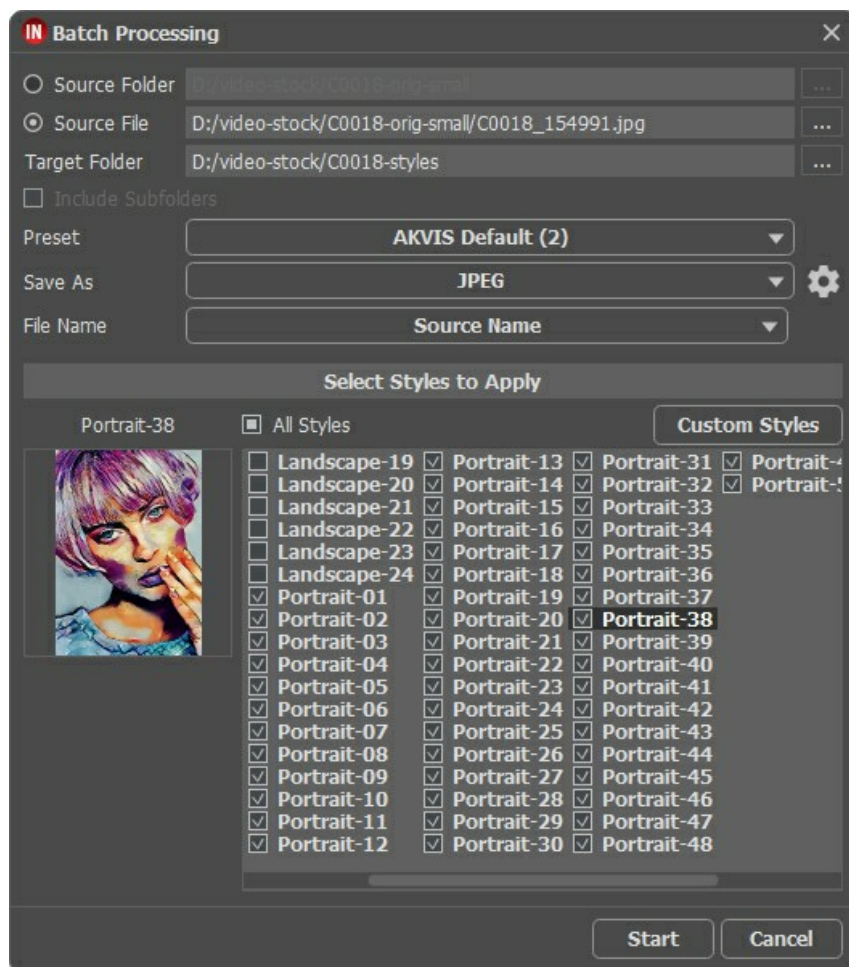 IN Batch Processing
Source Folder D:/video-stock/C0018-orig-small ...
Source File D:/video-stock/C0018-orig-small/C0018_154991.jpg ...
Target Folder D:/video-stock/C0018-styles ...
Include Subfolders
Preset AKVIS Default (2)
Save As JPEG
File Name Source Name
Select Styles to Apply
Portrait-38 All Styles Custom Styles
Landscape-19 Portrait-13 Portrait-31
Landscape-20 Portrait-14 Portrait-32
Landscape-21 Portrait-15 Portrait-33
Landscape-22 Portrait-16 Portrait-34
Landscape-23 Portrait-17 Portrait-35
Landscape-24 Portrait-18 Portrait-36
Portrait-01 Portrait-19 Portrait-37
Portrait-02 Portrait-20 Portrait-38
Portrait-03 Portrait-21 Portrait-39
Portrait-04 Portrait-22 Portrait-40
Portrait-05 Portrait-23 Portrait-41
Portrait-06 Portrait-24 Portrait-42
Portrait-07 Portrait-25 Portrait-43
Portrait-08 Portrait-26 Portrait-44
Portrait-09 Portrait-27 Portrait-45
Portrait-10 Portrait-28 Portrait-46
Portrait-11 Portrait-29 Portrait-47
Portrait-12 Portrait-30 Portrait-48
Start Cancel